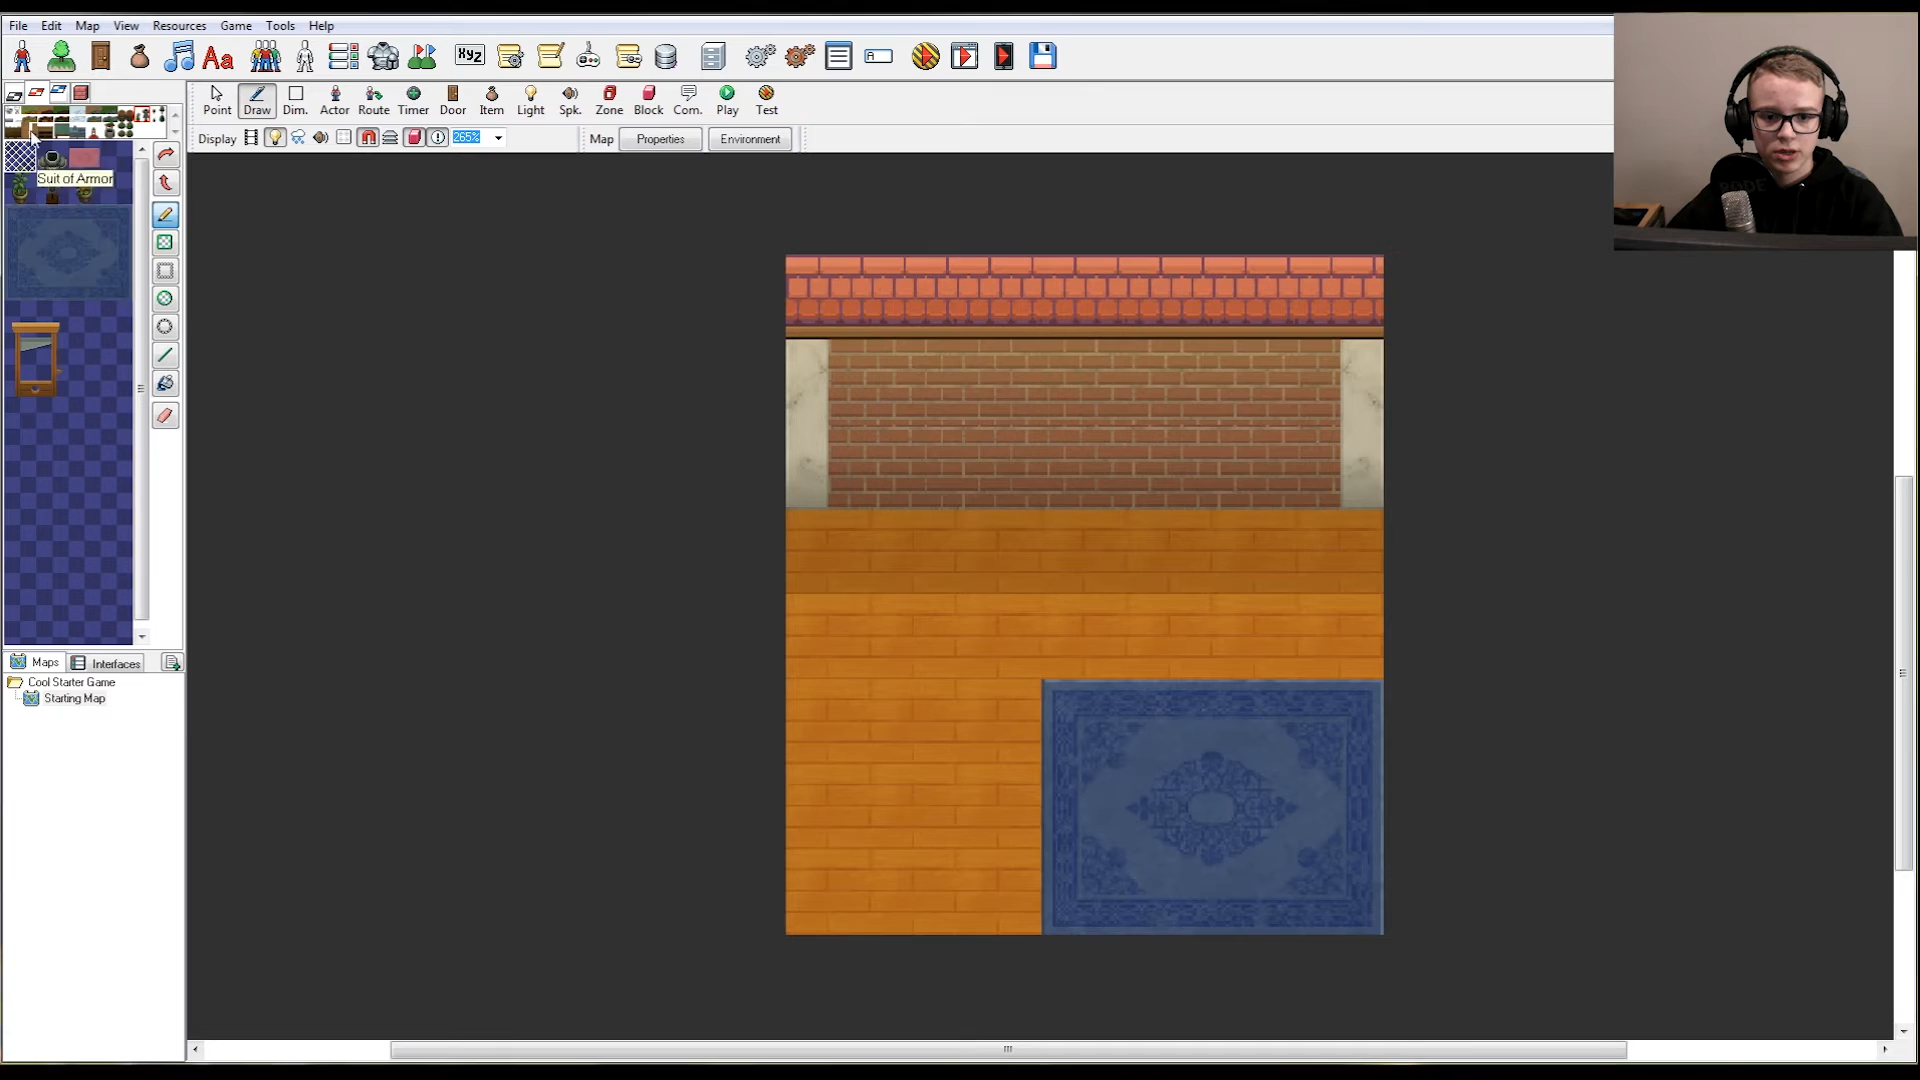 File Edit Map View Resources Game Tools Help
Aa
Xyz
A
Point Draw Dim. Actor Route Timer Door Item Light Spk. Zone Block Com. Play Test
Display 265% Map Properties Environment
Suit of Armor
Maps Interfaces
Cool Starter Game
Starting Map
RODE